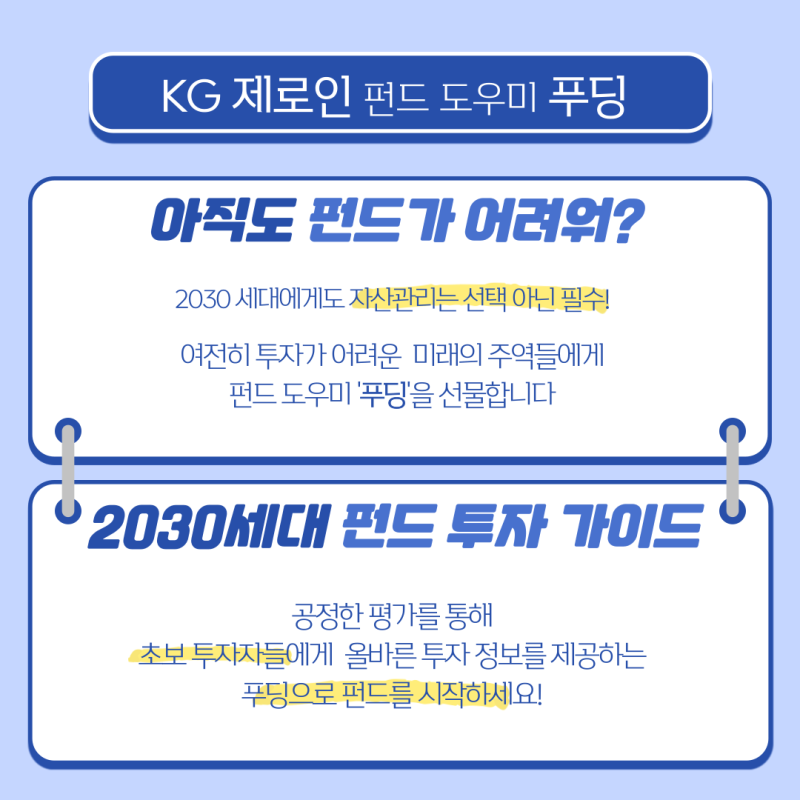 KG 제로인 펀드 도우미 푸딩
아직도 펀드가 어려워?
2030 세대에게도 자산관리는 선택 아닌 필수!
여전히 투자가 어려운 미래의 주역들에게
펀드 도우미 '푸딩'을 선물합니다
2030세대 펀드 투자 가이드
공정한 평가를 통해
초보 투자자들에게 올바른 투자 정보를 제공하는
푸딩으로 펀드를 시작하세요!